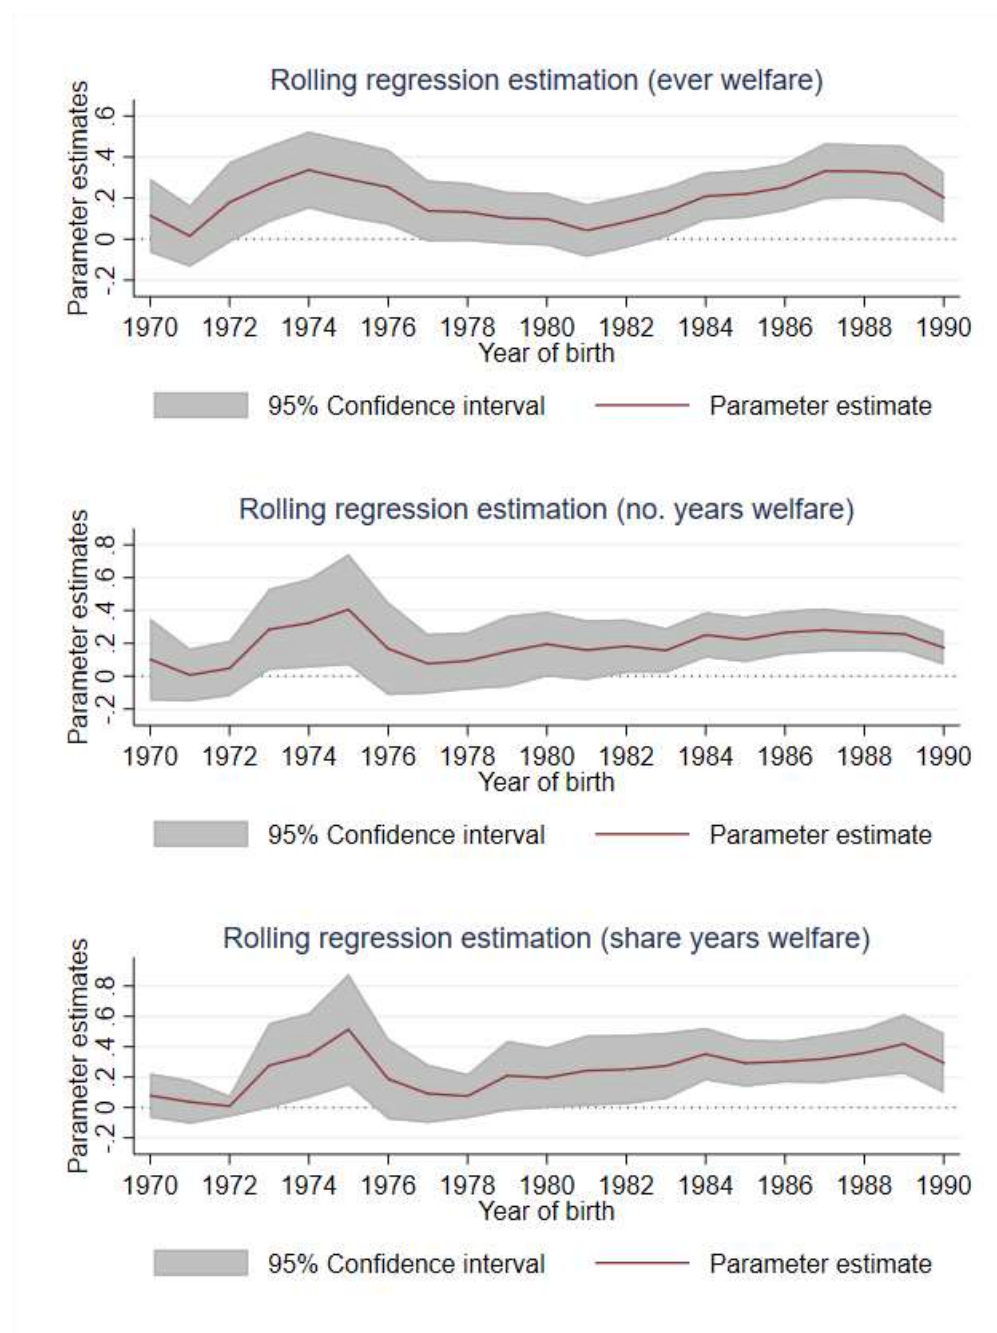 Rolling regression estimation (ever welfare)
Parameter estimates
.6
.4
.2
0
-.2
1970 1972 1974 1976 1978 1980 1982 1984 1986 1988 1990
Year of birth
95% Confidence interval Parameter estimate
Rolling regression estimation (no. years welfare)
Parameter estimates
.8
.6
.4
.2
0
-.2
1970 1972 1974 1976 1978 1980 1982 1984 1986 1988 1990
Year of birth
95% Confidence interval Parameter estimate
Rolling regression estimation (share years welfare)
Parameter estimates
.8
.6
.4
.2
0
-.2
1970 1972 1974 1976 1978 1980 1982 1984 1986 1988 1990
Year of birth
95% Confidence interval Parameter estimate